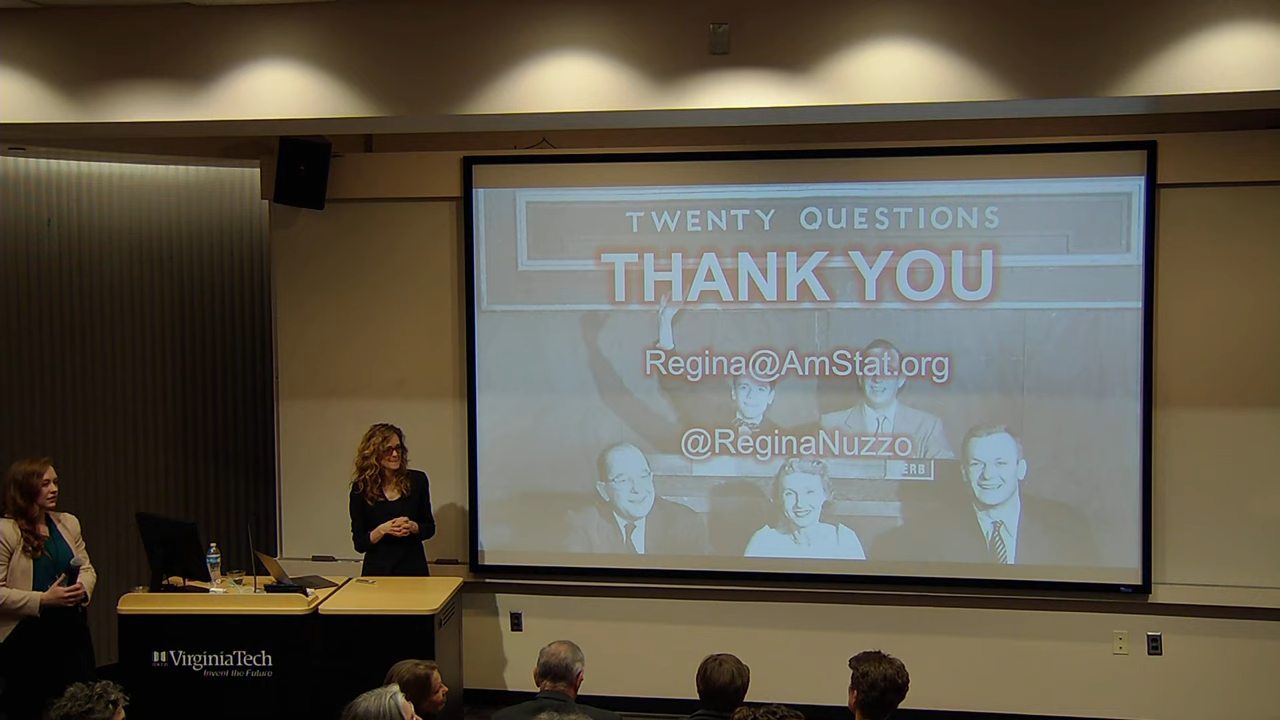 TWENTY QUESTIONS
THANK YOU
Regina@AmStat.org
@ReginaNuzzo
ERB
VirginiaTech
Invent the Future